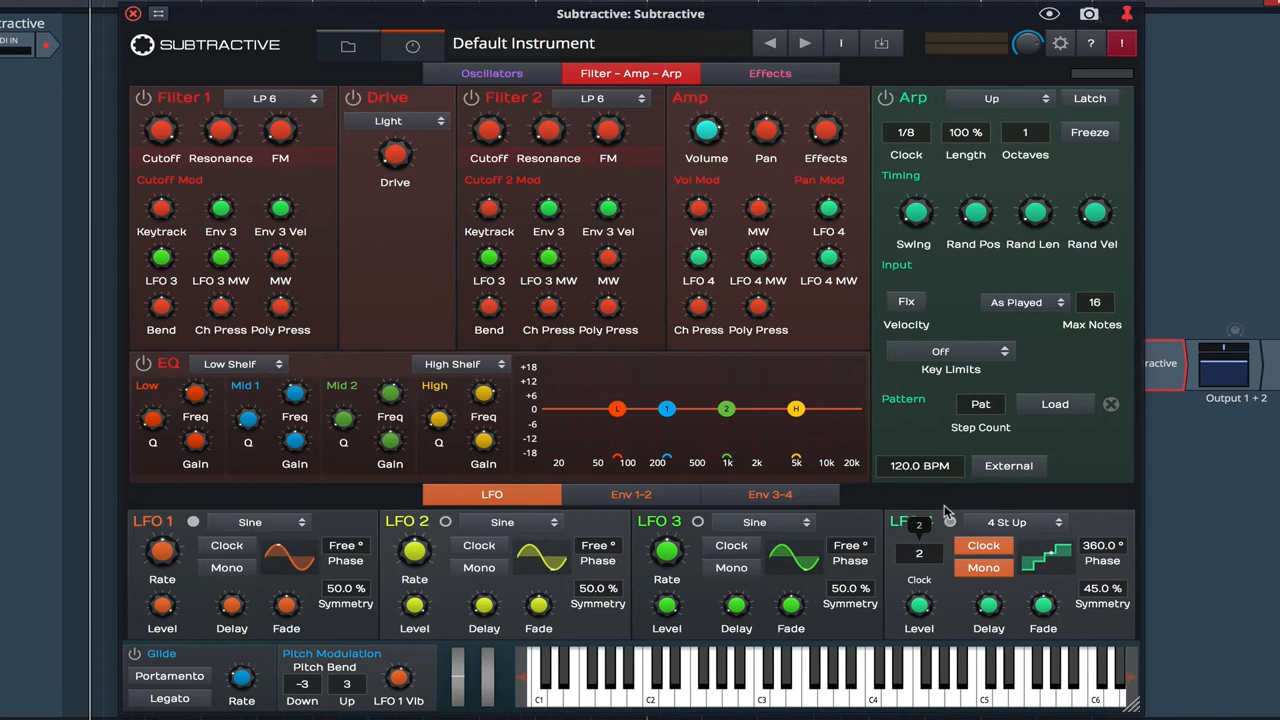 Subtractive: Subtractive
tractive
DI IN
SUBTRACTIVE
Default Instrument
I
?
!
Oscillators
Filter – Amp – Arp
Effects
Filter 1
LP 6
Cutoff
Resonance
FM
Cutoff Mod
Keytrack
Env 3
Env 3 Vel
LFO 3
LFO 3 MW
MW
Bend
Ch Press
Poly Press
Drive
Light
Drive
Filter 2
LP 6
Cutoff
Resonance
FM
Cutoff 2 Mod
Keytrack
Env 3
Env 3 Vel
LFO 3
LFO 3 MW
MW
Bend
Ch Press
Poly Press
Amp
Volume
Pan
Effects
Vol Mod
Pan Mod
Vel
MW
LFO 4
LFO 4
LFO 4 MW
LFO 4 MW
Ch Press
Poly Press
Arp
Up
Latch
1/8
100 %
1
Freeze
Clock
Length
Octaves
Timing
Swing
Rand Pos
Rand Len
Rand Vel
Input
Fix
As Played
16
Velocity
Max Notes
Off
Key Limits
Pattern
Pat
Load
Step Count
120.0 BPM
External
ractive
Output 1 + 2
EQ
Low Shelf
High Shelf
Low
Freq
Q
Gain
Mid 1
Freq
Q
Gain
Mid 2
Freq
Q
Gain
High
Freq
Q
Gain
+18
+12
+6
0
-6
-12
-18
L
1
2
H
20
50
100
200
500
1k
2k
5k
10k
20k
LFO
Env 1-2
Env 3-4
LFO 1
Sine
Clock
Mono
Free °
Phase
50.0 %
Symmetry
Rate
Level
Delay
Fade
LFO 2
Sine
Clock
Mono
Free °
Phase
50.0 %
Symmetry
Rate
Level
Delay
Fade
LFO 3
Sine
Clock
Mono
Free °
Phase
50.0 %
Symmetry
Rate
Level
Delay
Fade
2
4 St Up
2
Clock
Mono
360.0 °
Phase
45.0 %
Symmetry
Clock
Level
Delay
Fade
Glide
Portamento
Legato
Rate
Pitch Modulation
Pitch Bend
-3
3
Down
Up
LFO 1 Vib
C1
C2
C3
C4
C5
C6